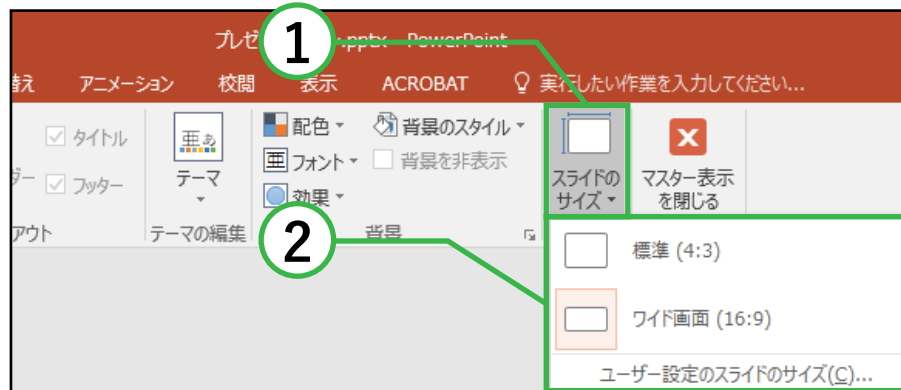 プレゼ .pptx - PowerPoint
替え アニメーション 校閲 表示 ACROBAT 実行したい作業を入力してください...
1
タイトル
フッター
ダー
アウト
亜あ
テーマ
テーマの編集
配色
亜 フォント
効果
背景のスタイル
背景を非表示
背景
スライドの
サイズ
マスター表示
を閉じる
2
標準 (4:3)
ワイド画面 (16:9)
ユーザー設定のスライドのサイズ(C)...